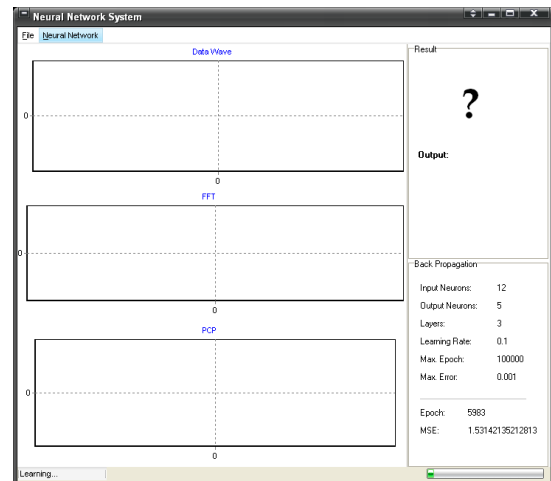 Neural Network System
File Neural Network
Data Wave
0
0
FFT
0
0
PCP
0
0
Result
?
Output:
Back Propagation
Input Neurons: 12
Output Neurons: 5
Layers: 3
Learning Rate: 0.1
Max. Epoch: 100000
Max. Error: 0.001
Epoch: 5983
MSE: 1.53142135212813
Learning...